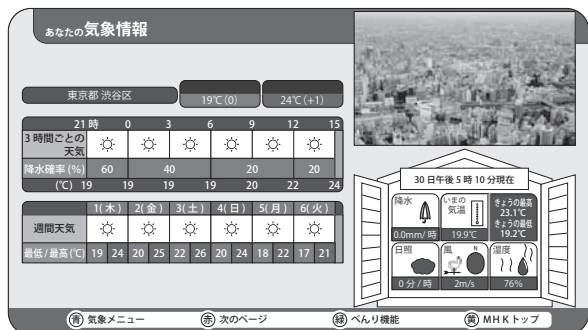 あなたの気象情報
東京都 渋谷区 19℃(0) 24℃(+1)
21時 0 3 6 9 12 15
3時間ごとの
天気
降水確率(%) 60 40 20 20
(℃) 19 19 19 19 20 22 24
1(木) 2(金) 3(土) 4(日) 5(月) 6(火)
週間天気
最低/最高(℃) 19 24 20 25 22 26 20 24 18 22 17 21
30日午後5時10分現在
降水
0.0mm/時
いまの
気温
19.9℃
きょうの最高
23.1℃
きょうの最低
19.2℃
日照
0分/時
風
N
2m/s
湿度
76%
青 気象メニュー 赤 次のページ 緑 べんり機能 黄 MHKトップ